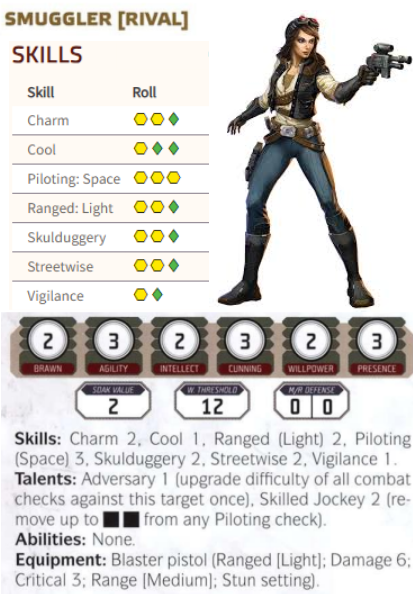 SMUGGLER [RIVAL]
SKILLS
Skill Roll
Charm
Cool
Piloting: Space
Ranged: Light
Skulduggery
Streetwise
Vigilance
2 3 2 3 2 3
BRAWN AGILITY INTELLECT CUNNING WILLPOWER PRESENCE
SOAK VALUE W. THRESHOLD M/R DEFENSE
2 12 0 0
Skills: Charm 2, Cool 1, Ranged (Light) 2, Piloting
(Space) 3, Skulduggery 2, Streetwise 2, Vigilance 1.
Talents: Adversary 1 (upgrade difficulty of all combat
checks against this target once), Skilled Jockey 2 (re-
move up to ■■ from any Piloting check).
Abilities: None.
Equipment: Blaster pistol (Ranged [Light]; Damage 6;
Critical 3; Range [Medium]; Stun setting).